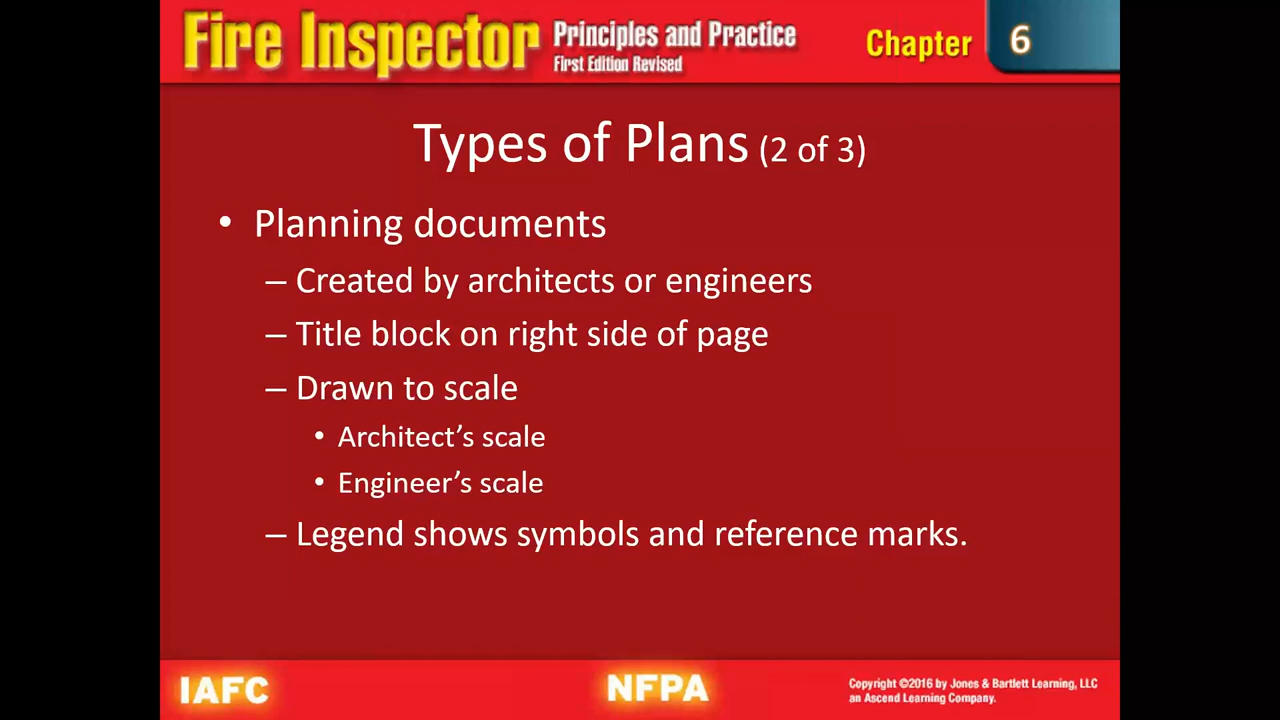 Fire Inspector Principles and Practice
First Edition Revised
Chapter 6
Types of Plans (2 of 3)
• Planning documents
– Created by architects or engineers
– Title block on right side of page
– Drawn to scale
• Architect’s scale
• Engineer’s scale
– Legend shows symbols and reference marks.
IAFC
NFPA
Copyright ©2016 by Jones & Bartlett Learning, LLC
an Ascend Learning Company.